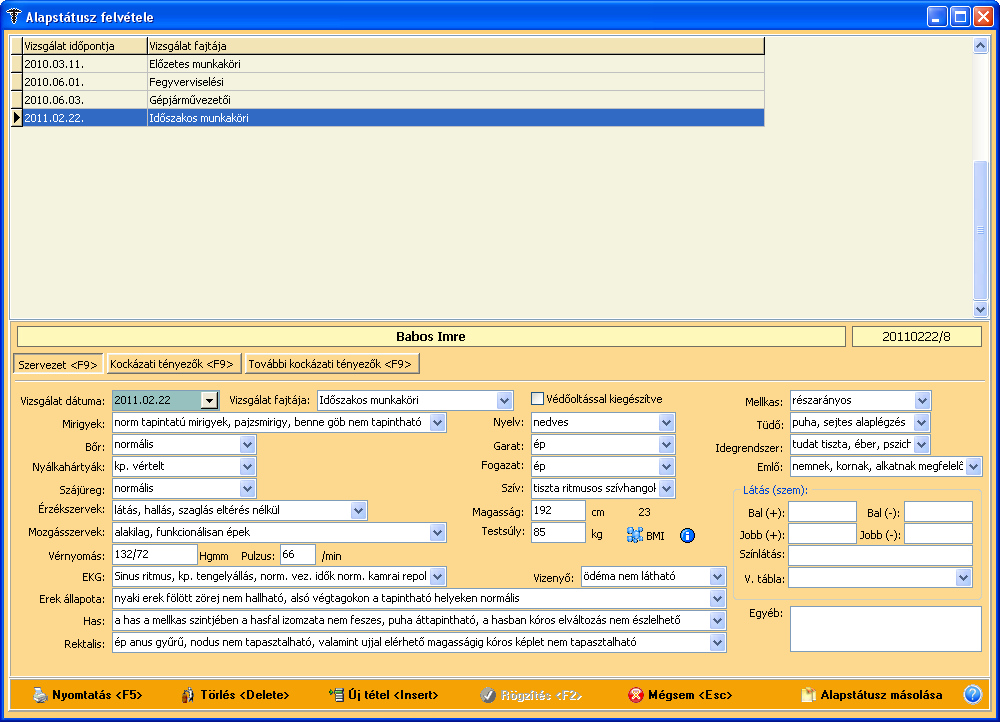 Alapstátusz felvétele
Vizsgálat időpontja Vizsgálat fajtája
2010.03.11. Előzetes munkaköri
2010.06.01. Fegyverviselési
2010.06.03. Gépjárművezetői
2011.02.22. Időszakos munkaköri
Babos Imre 20110222/8
Szervezet <F9> Kockázati tényezők <F9> További kockázati tényezők <F9>
Vizsgálat dátuma: 2011.02.22 Vizsgálat fajtája: Időszakos munkaköri Védőoltással kiegészítve Mellkas: részarányos
Mirigyek: norm tapintatú mirigyek, pajzsmirigy, benne göb nem tapintható Nyelv: nedves Tüdő: puha, sejtes alaplégzés
Bőr: normális Garat: ép Idegrendszer: tudat tiszta, éber, pszich
Nyálkahártyák: kp. vértelt Fogazat: ép Emlő: nemnek, kornak, alkatnak megfelelő
Szájüreg: normális Szív: tiszta ritmusos szívhangok Látás (szem):
Érzékszervek: látás, hallás, szaglás eltérés nélkül Magasság: 192 cm 23 Bal (+): Bal (-):
Mozgásszervek: alakilag, funkcionálisan épek Testsúly: 85 kg BMI Jobb (+): Jobb (-):
Vérnyomás: 132/72 Hgmm Pulzus: 66 /min Színlátás:
EKG: Sinus ritmus, kp. tengelyállás, norm. vez. idők norm. kamrai repol Vizenyő: ödéma nem látható V. tábla:
Erek állapota: nyaki erek fölött zörej nem hallható, alsó végtagokon a tapintható helyeken normális
Has: a has a mellkas szintjében a hasfal izomzata nem feszes, puha áttapintható, a hasban kóros elváltozás nem észlelhető Egyéb:
Rektalis: ép anus gyűrű, nodus nem tapasztalható, valamint ujjal elérhető magasságig kóros képlet nem tapasztalható
Nyomtatás <F5> Törlés <Delete> Új tétel <Insert> Rögzítés <F2> Mégsem <Esc> Alapstátusz másolása